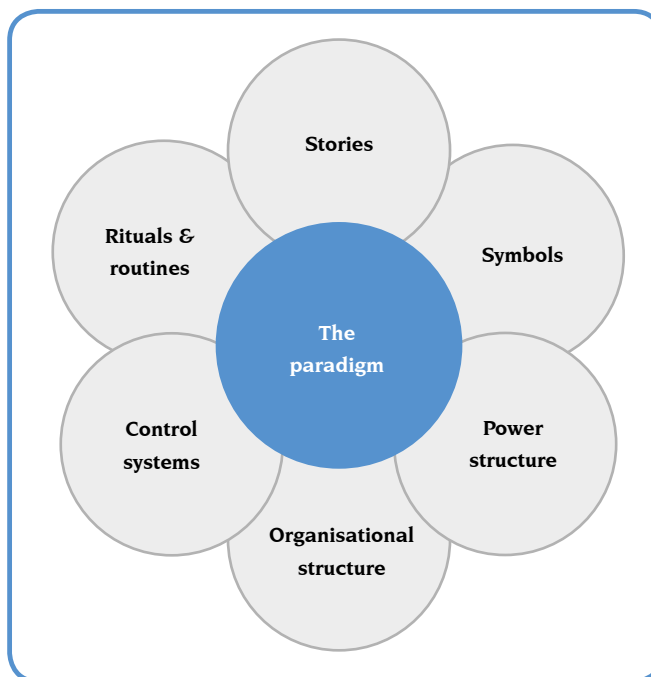 Stories
Rituals &
routines
Symbols
The
paradigm
Control
systems
Power
structure
Organisational
structure